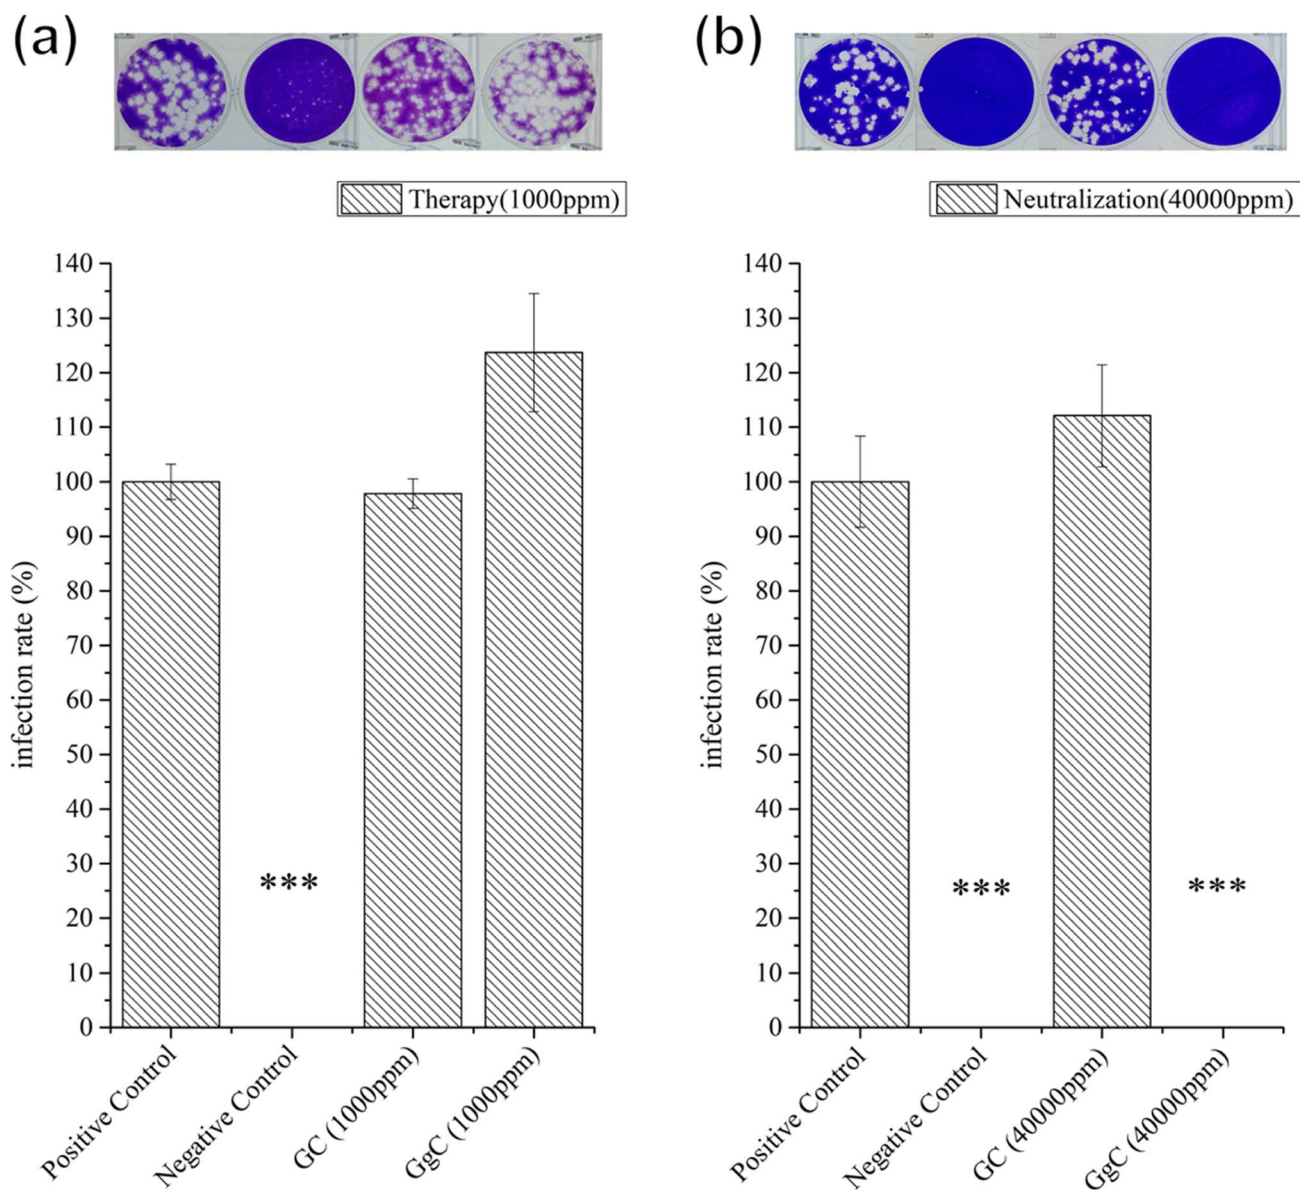 (a)
Therapy(1000ppm)
140
130
120
110
100
90
80
70
60
50
40
30
20
10
0
infection rate (%)
***
Positive Control
Negative Control
GC (1000ppm)
GgC (1000ppm)
(b)
Neutralization(40000ppm)
140
130
120
110
100
90
80
70
60
50
40
30
20
10
0
infection rate (%)
***
***
Positive Control
Negative Control
GC (40000ppm)
GgC (40000ppm)